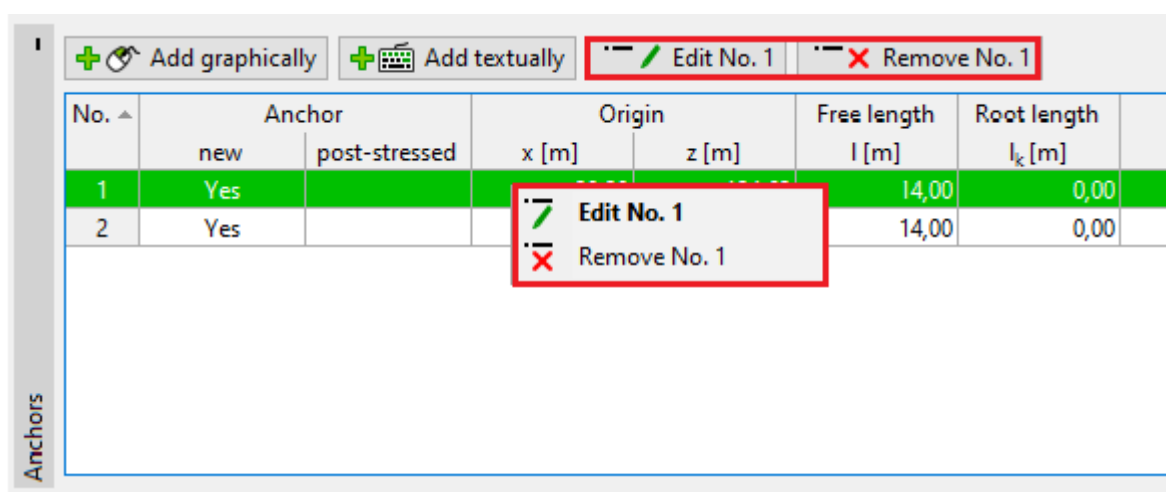 Add graphically Add textually Edit No. 1 Remove No. 1
No. Anchor Origin Free length Root length
new post-stressed x [m] z [m] l [m] lk [m]
1 Yes 14,00 0,00
Edit No. 1
2 Yes 14,00 0,00
Remove No. 1
Anchors